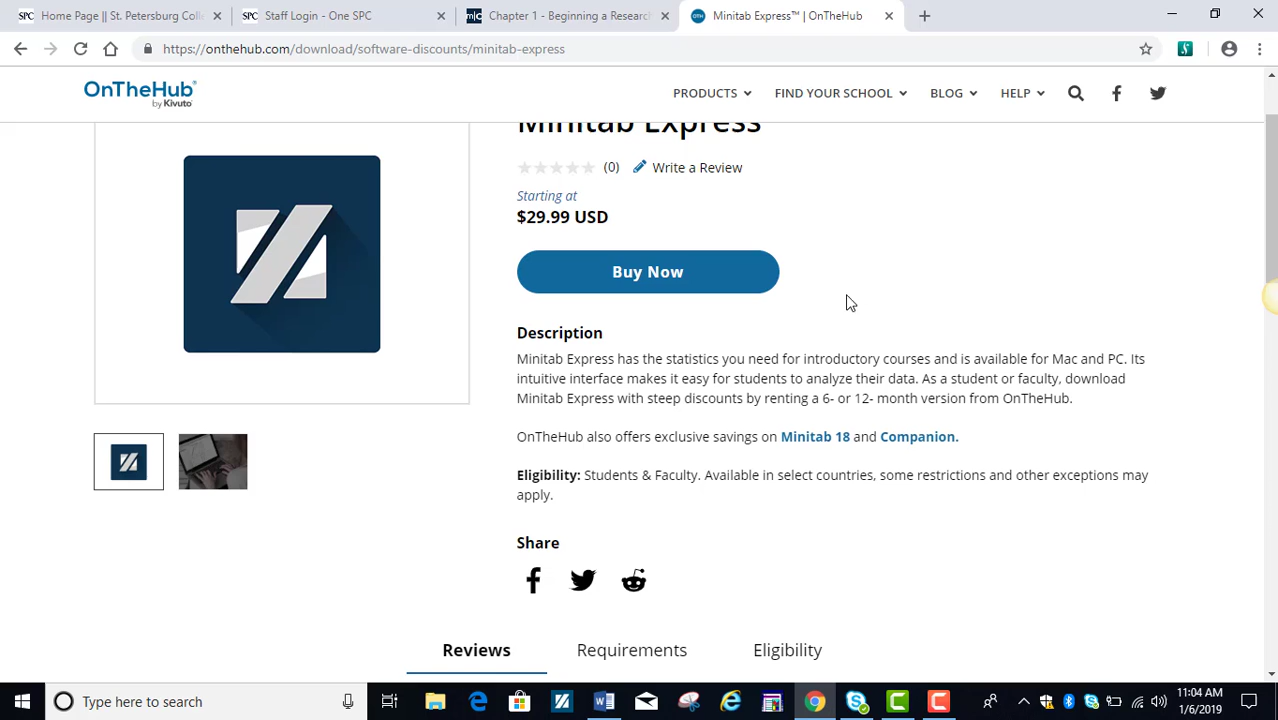 Home Page || St. Petersburg Coll
Staff Login - One SPC
Chapter 1 - Beginning a Research
Minitab Express™ | OnTheHub
https://onthehub.com/download/software-discounts/minitab-express
OnTheHub
by Kivuto
PRODUCTS
FIND YOUR SCHOOL
BLOG
HELP
Minitab Express
(0)
Write a Review
Starting at
$29.99 USD
Buy Now
Description
Minitab Express has the statistics you need for introductory courses and is available for Mac and PC. Its
intuitive interface makes it easy for students to analyze their data. As a student or faculty, download
Minitab Express with steep discounts by renting a 6- or 12- month version from OnTheHub.
OnTheHub also offers exclusive savings on Minitab 18 and Companion.
Eligibility: Students & Faculty. Available in select countries, some restrictions and other exceptions may
apply.
Share
Reviews
Requirements
Eligibility
Type here to search
11:04 AM
1/6/2019